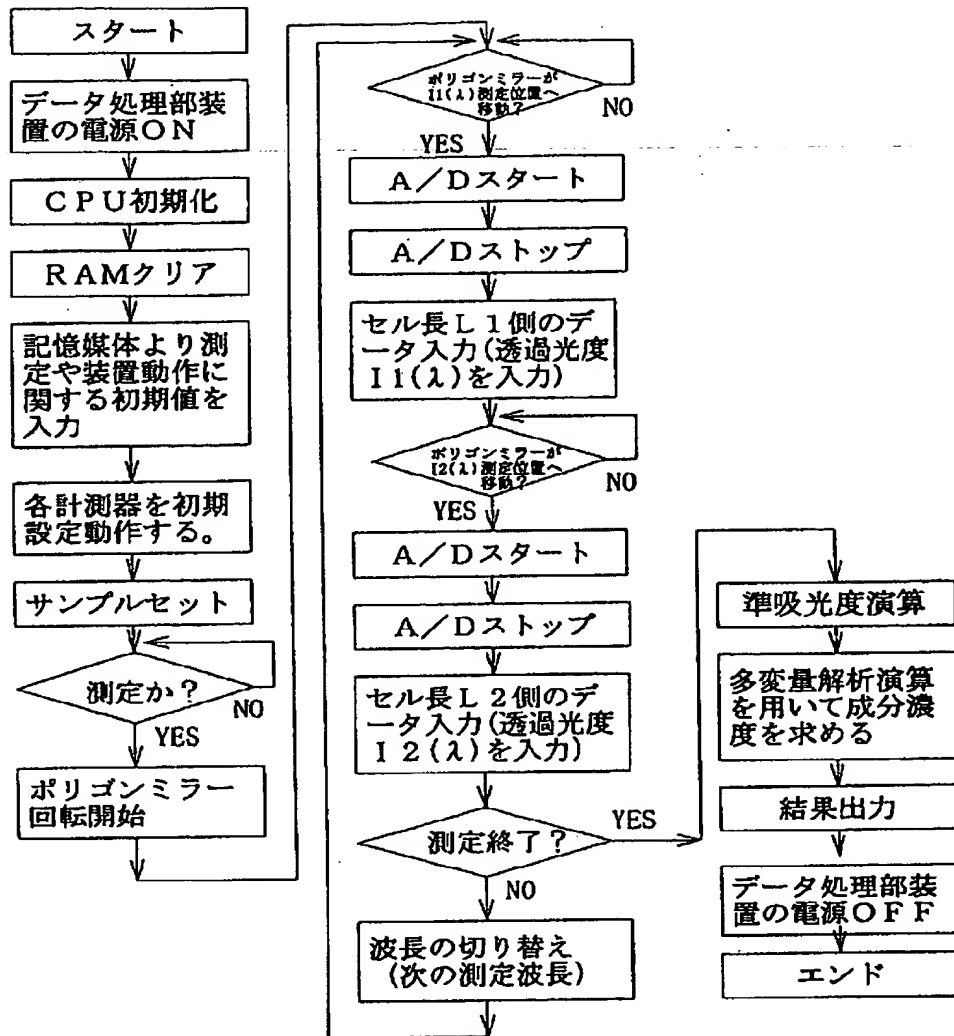 スタート
データ処理部装
置の電源ON
CPU初期化
RAMクリア
記憶媒体より測
定や装置動作に
関する初期値を
入力
各計測器を初期
設定動作する。
サンプルセット
測定か?
NO
YES
ポリゴンミラー
回転開始
ポリゴンミラーが
I1(λ)測定位置へ
移動?
NO
YES
A/Dスタート
A/Dストップ
セル長L1側のデ
ータ入力(透過光度
I1(λ)を入力)
ポリゴンミラーが
I2(λ)測定位置へ
移動?
NO
YES
A/Dスタート
A/Dストップ
セル長L2側のデ
ータ入力(透過光度
I2(λ)を入力)
測定終了?
YES
NO
波長の切り替え
(次の測定波長)
準吸光度演算
多変量解析演算
を用いて成分濃
度を求める
結果出力
データ処理部装
置の電源OFF
エンド